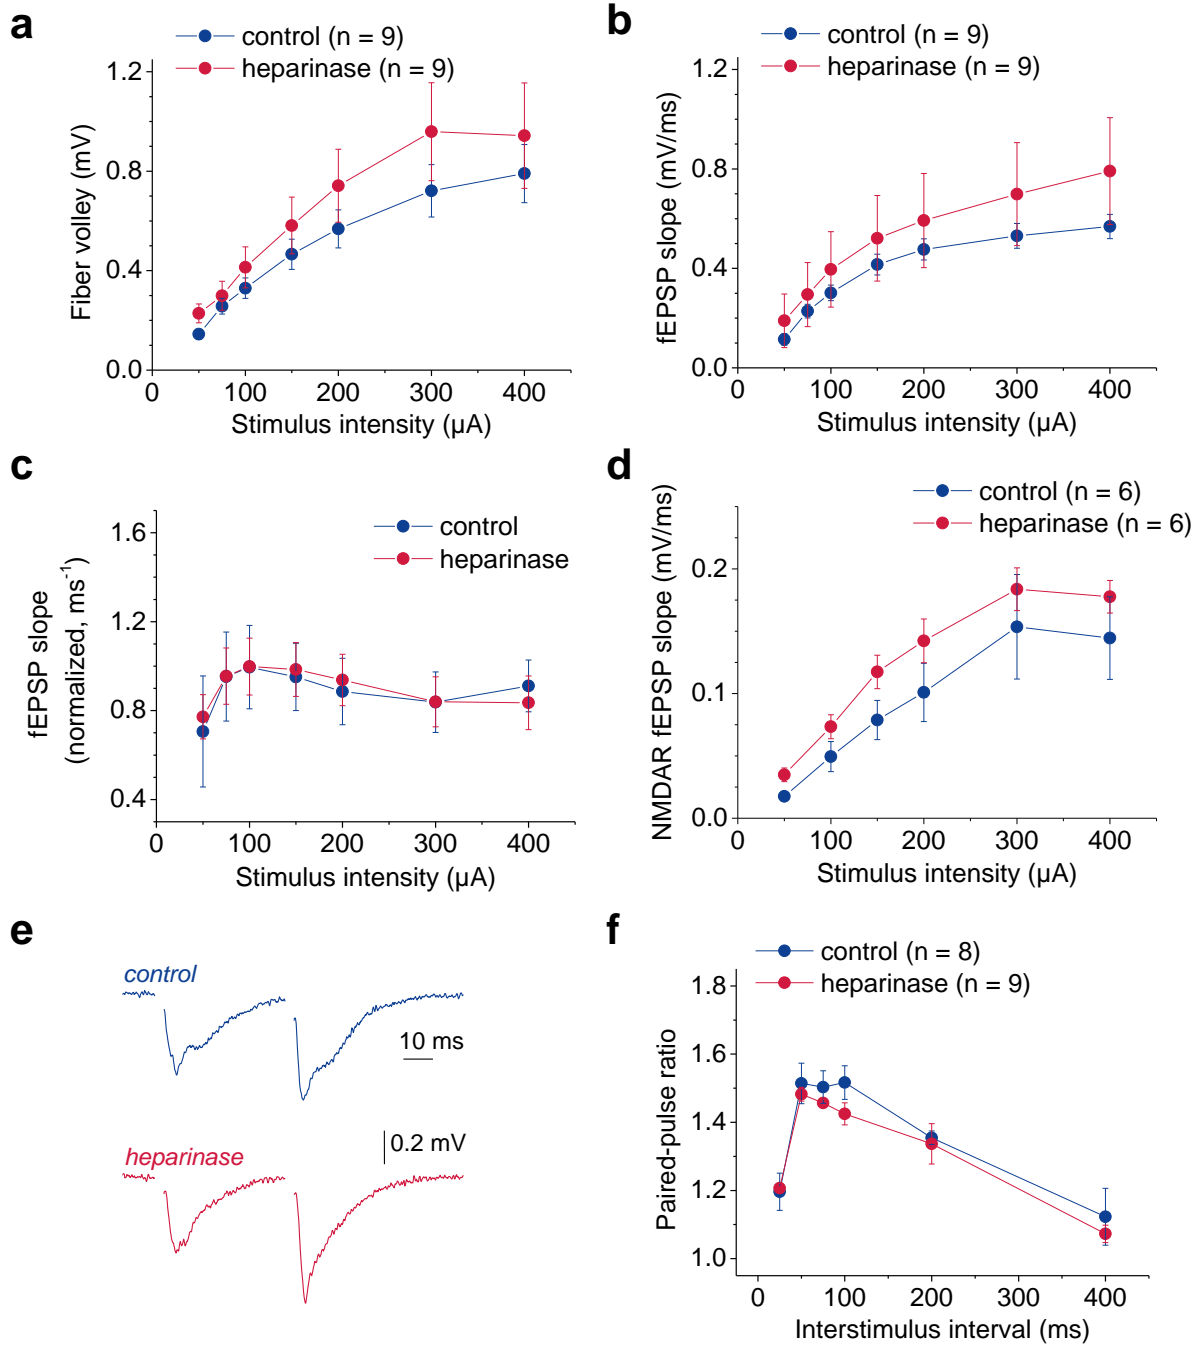 a
control (n = 9)
heparinase (n = 9)
1.2
0.8
0.4
0.0
Fiber volley (mV)
0 100 200 300 400
Stimulus intensity (µA)
b
control (n = 9)
heparinase (n = 9)
1.2
0.8
0.4
0.0
fEPSP slope (mV/ms)
0 100 200 300 400
Stimulus intensity (µA)
c
control
heparinase
1.6
1.2
0.8
0.4
fEPSP slope
(normalized, ms⁻¹)
0 100 200 300 400
Stimulus intensity (µA)
d
control (n = 6)
heparinase (n = 6)
0.2
0.1
0.0
NMDAR fEPSP slope (mV/ms)
0 100 200 300 400
Stimulus intensity (µA)
e
control
10 ms
0.2 mV
heparinase
f
control (n = 8)
heparinase (n = 9)
1.8
1.6
1.4
1.2
1.0
Paired-pulse ratio
0 100 200 300 400
Interstimulus interval (ms)